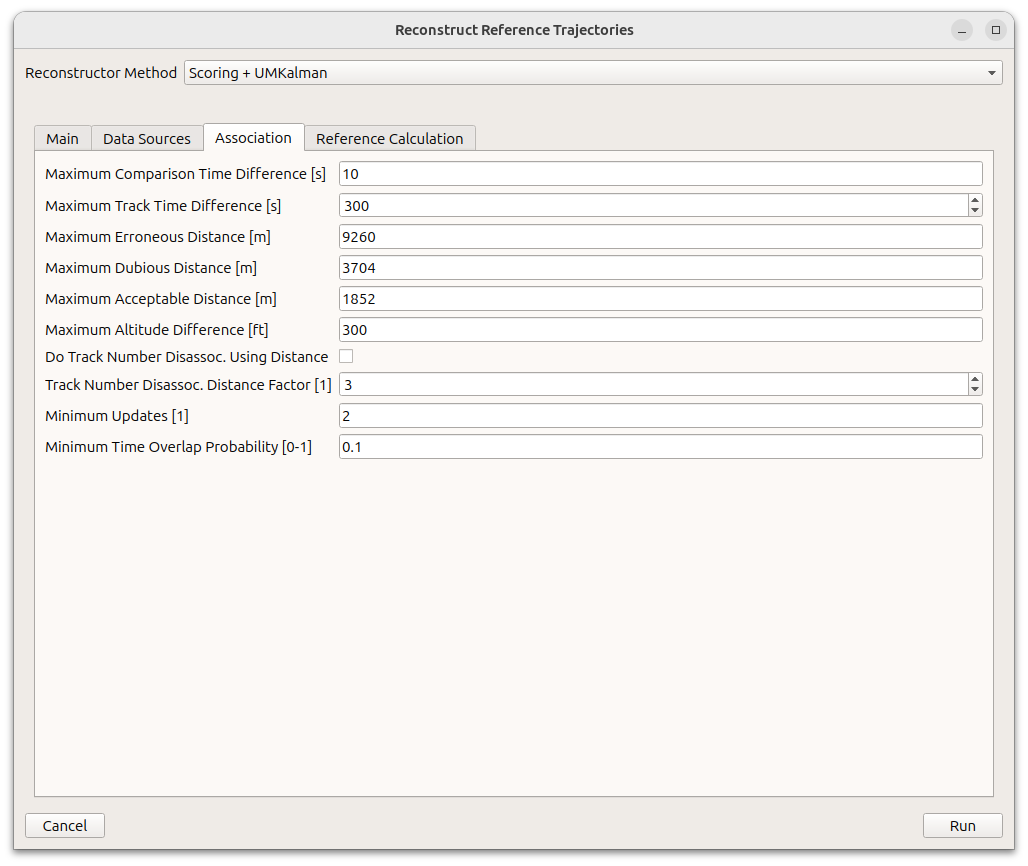 Reconstruct Reference Trajectories
Reconstructor Method Scoring + UMKalman
Main Data Sources Association Reference Calculation
Maximum Comparison Time Difference [s] 10
Maximum Track Time Difference [s] 300
Maximum Erroneous Distance [m] 9260
Maximum Dubious Distance [m] 3704
Maximum Acceptable Distance [m] 1852
Maximum Altitude Difference [ft] 300
Do Track Number Disassoc. Using Distance
Track Number Disassoc. Distance Factor [1] 3
Minimum Updates [1] 2
Minimum Time Overlap Probability [0-1] 0.1
Cancel Run